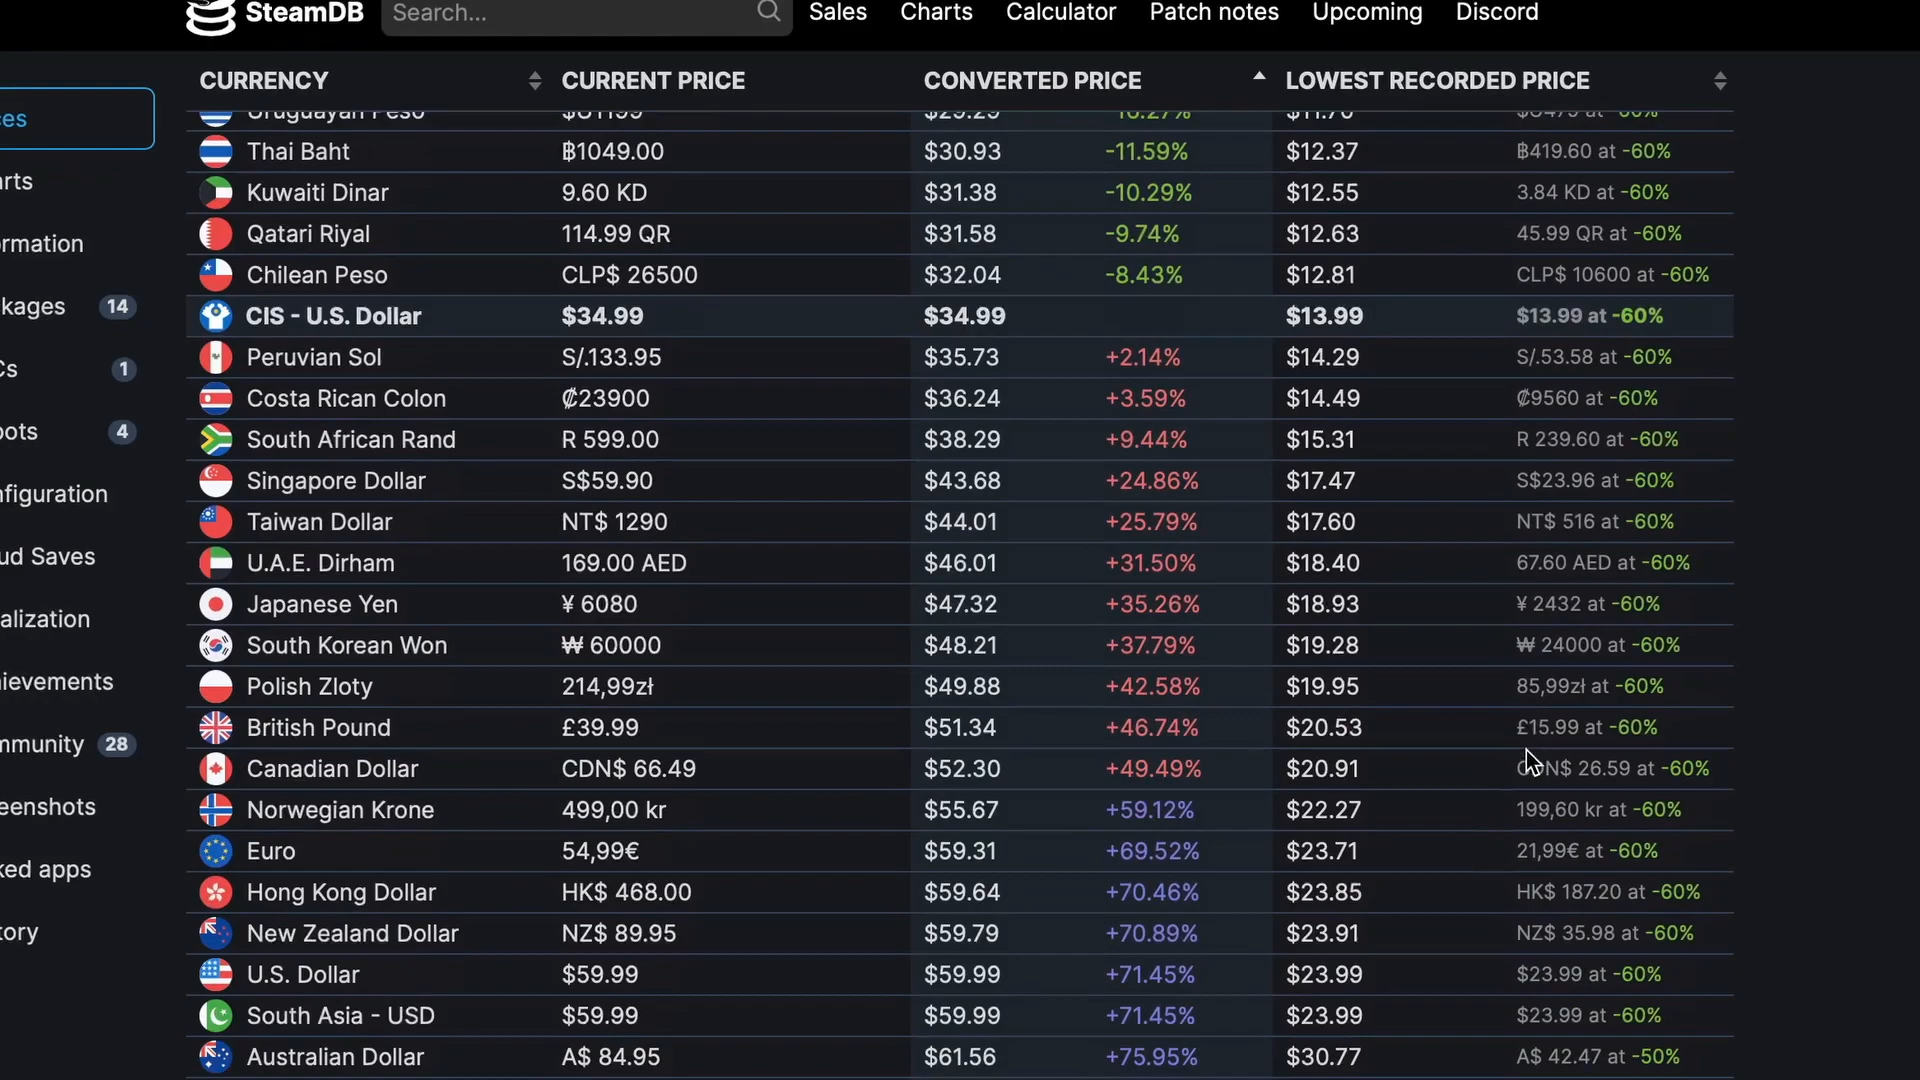 SteamDB Search... Sales Charts Calculator Patch notes Upcoming Discord
CURRENCY CURRENT PRICE CONVERTED PRICE LOWEST RECORDED PRICE
Uruguayan Peso
Thai Baht ฿1049.00 $30.93 -11.59% $12.37 ฿419.60 at -60%
Kuwaiti Dinar 9.60 KD $31.38 -10.29% $12.55 3.84 KD at -60%
Qatari Riyal 114.99 QR $31.58 -9.74% $12.63 45.99 QR at -60%
Chilean Peso CLP$ 26500 $32.04 -8.43% $12.81 CLP$ 10600 at -60%
CIS - U.S. Dollar $34.99 $34.99 $13.99 $13.99 at -60%
Peruvian Sol S/.133.95 $35.73 +2.14% $14.29 S/.53.58 at -60%
Costa Rican Colon ₡23900 $36.24 +3.59% $14.49 ₡9560 at -60%
South African Rand R 599.00 $38.29 +9.44% $15.31 R 239.60 at -60%
Singapore Dollar S$59.90 $43.68 +24.86% $17.47 S$23.96 at -60%
Taiwan Dollar NT$ 1290 $44.01 +25.79% $17.60 NT$ 516 at -60%
U.A.E. Dirham 169.00 AED $46.01 +31.50% $18.40 67.60 AED at -60%
Japanese Yen ¥ 6080 $47.32 +35.26% $18.93 ¥ 2432 at -60%
South Korean Won ₩ 60000 $48.21 +37.79% $19.28 ₩ 24000 at -60%
Polish Zloty 214,99zł $49.88 +42.58% $19.95 85,99zł at -60%
British Pound £39.99 $51.34 +46.74% $20.53 £15.99 at -60%
Canadian Dollar CDN$ 66.49 $52.30 +49.49% $20.91 CDN$ 26.59 at -60%
Norwegian Krone 499,00 kr $55.67 +59.12% $22.27 199,60 kr at -60%
Euro 54,99€ $59.31 +69.52% $23.71 21,99€ at -60%
Hong Kong Dollar HK$ 468.00 $59.64 +70.46% $23.85 HK$ 187.20 at -60%
New Zealand Dollar NZ$ 89.95 $59.79 +70.89% $23.91 NZ$ 35.98 at -60%
U.S. Dollar $59.99 $59.99 +71.45% $23.99 $23.99 at -60%
South Asia - USD $59.99 $59.99 +71.45% $23.99 $23.99 at -60%
Australian Dollar A$ 84.95 $61.56 +75.95% $30.77 A$ 42.47 at -50%
ces
arts
ormation
ckages 14
Cs 1
pots 4
nfiguration
ud Saves
alization
ievements
mmunity 28
eenshots
ked apps
tory